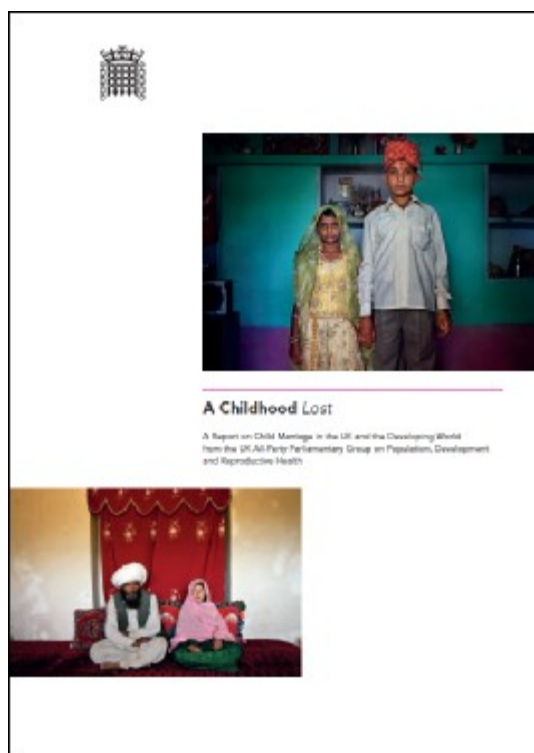 A Childhood Lost
A Report on Child Marriage in the UK and the Developing World
from the UK All-Party Parliamentary Group on Population, Development
and Reproductive Health